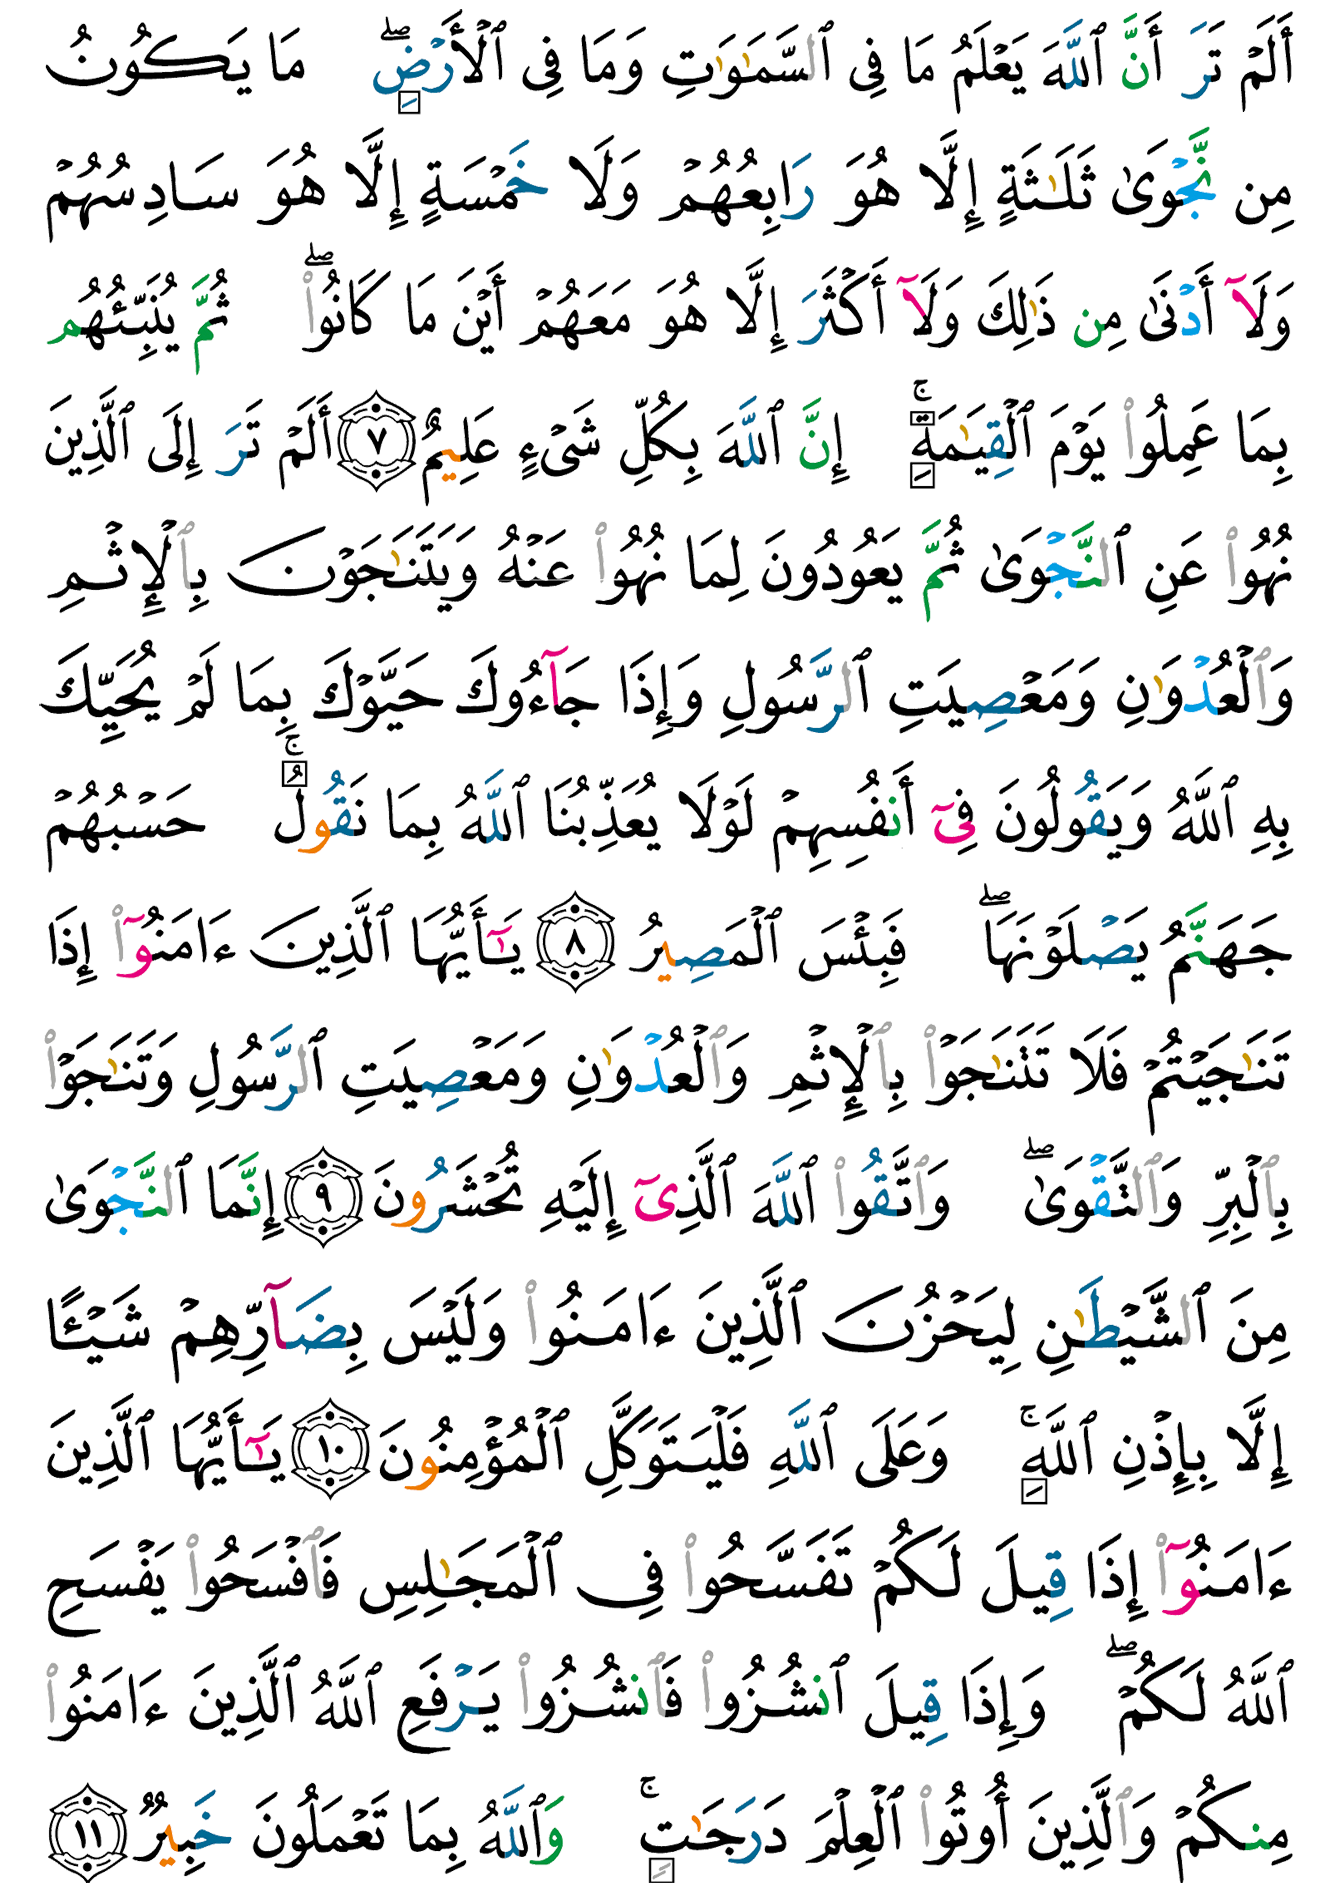 أَلَمْ تَرَ أَنَّ ٱللَّهَ يَعْلَمُ مَا فِى ٱلسَّمَـٰوَٰتِ وَمَا فِى ٱلْأَرْضِ ۖ مَا يَكُونُ
مِن نَّجْوَىٰ ثَلَـٰثَةٍ إِلَّا هُوَ رَابِعُهُمْ وَلَا خَمْسَةٍ إِلَّا هُوَ سَادِسُهُمْ
وَلَآ أَدْنَىٰ مِن ذَٰلِكَ وَلَآ أَكْثَرَ إِلَّا هُوَ مَعَهُمْ أَيْنَ مَا كَانُوا۟ ۖ ثُمَّ يُنَبِّئُهُم
بِمَا عَمِلُوا۟ يَوْمَ ٱلْقِيَـٰمَةِ ۚ إِنَّ ٱللَّهَ بِكُلِّ شَىْءٍ عَلِيمٌ ٧ أَلَمْ تَرَ إِلَى ٱلَّذِينَ
نُهُوا۟ عَنِ ٱلنَّجْوَىٰ ثُمَّ يَعُودُونَ لِمَا نُهُوا۟ عَنْهُ وَيَتَنَـٰجَوْنَ بِٱلْإِثْمِ
وَٱلْعُدْوَٰنِ وَمَعْصِيَتِ ٱلرَّسُولِ وَإِذَا جَآءُوكَ حَيَّوْكَ بِمَا لَمْ يُحَيِّكَ
بِهِ ٱللَّهُ وَيَقُولُونَ فِىٓ أَنفُسِهِمْ لَوْلَا يُعَذِّبُنَا ٱللَّهُ بِمَا نَقُولُ ۚ حَسْبُهُمْ
جَهَنَّمُ يَصْلَوْنَهَا ۖ فَبِئْسَ ٱلْمَصِيرُ ٨ يَـٰٓأَيُّهَا ٱلَّذِينَ ءَامَنُوٓا۟ إِذَا
تَنَـٰجَيْتُمْ فَلَا تَتَنَـٰجَوْا۟ بِٱلْإِثْمِ وَٱلْعُدْوَٰنِ وَمَعْصِيَتِ ٱلرَّسُولِ وَتَنَـٰجَوْا۟
بِٱلْبِرِّ وَٱلتَّقْوَىٰ ۖ وَٱتَّقُوا۟ ٱللَّهَ ٱلَّذِىٓ إِلَيْهِ تُحْشَرُونَ ٩ إِنَّمَا ٱلنَّجْوَىٰ
مِنَ ٱلشَّيْطَـٰنِ لِيَحْزُنَ ٱلَّذِينَ ءَامَنُوا۟ وَلَيْسَ بِضَآرِّهِمْ شَيْـًٔا
إِلَّا بِإِذْنِ ٱللَّهِ ۚ وَعَلَى ٱللَّهِ فَلْيَتَوَكَّلِ ٱلْمُؤْمِنُونَ ١٠ يَـٰٓأَيُّهَا ٱلَّذِينَ
ءَامَنُوٓا۟ إِذَا قِيلَ لَكُمْ تَفَسَّحُوا۟ فِى ٱلْمَجَـٰلِسِ فَٱفْسَحُوا۟ يَفْسَحِ
ٱللَّهُ لَكُمْ ۖ وَإِذَا قِيلَ ٱنشُزُوا۟ فَٱنشُزُوا۟ يَرْفَعِ ٱللَّهُ ٱلَّذِينَ ءَامَنُوا۟
مِنكُمْ وَٱلَّذِينَ أُوتُوا۟ ٱلْعِلْمَ دَرَجَـٰتٍ ۚ وَٱللَّهُ بِمَا تَعْمَلُونَ خَبِيرٌ ١١